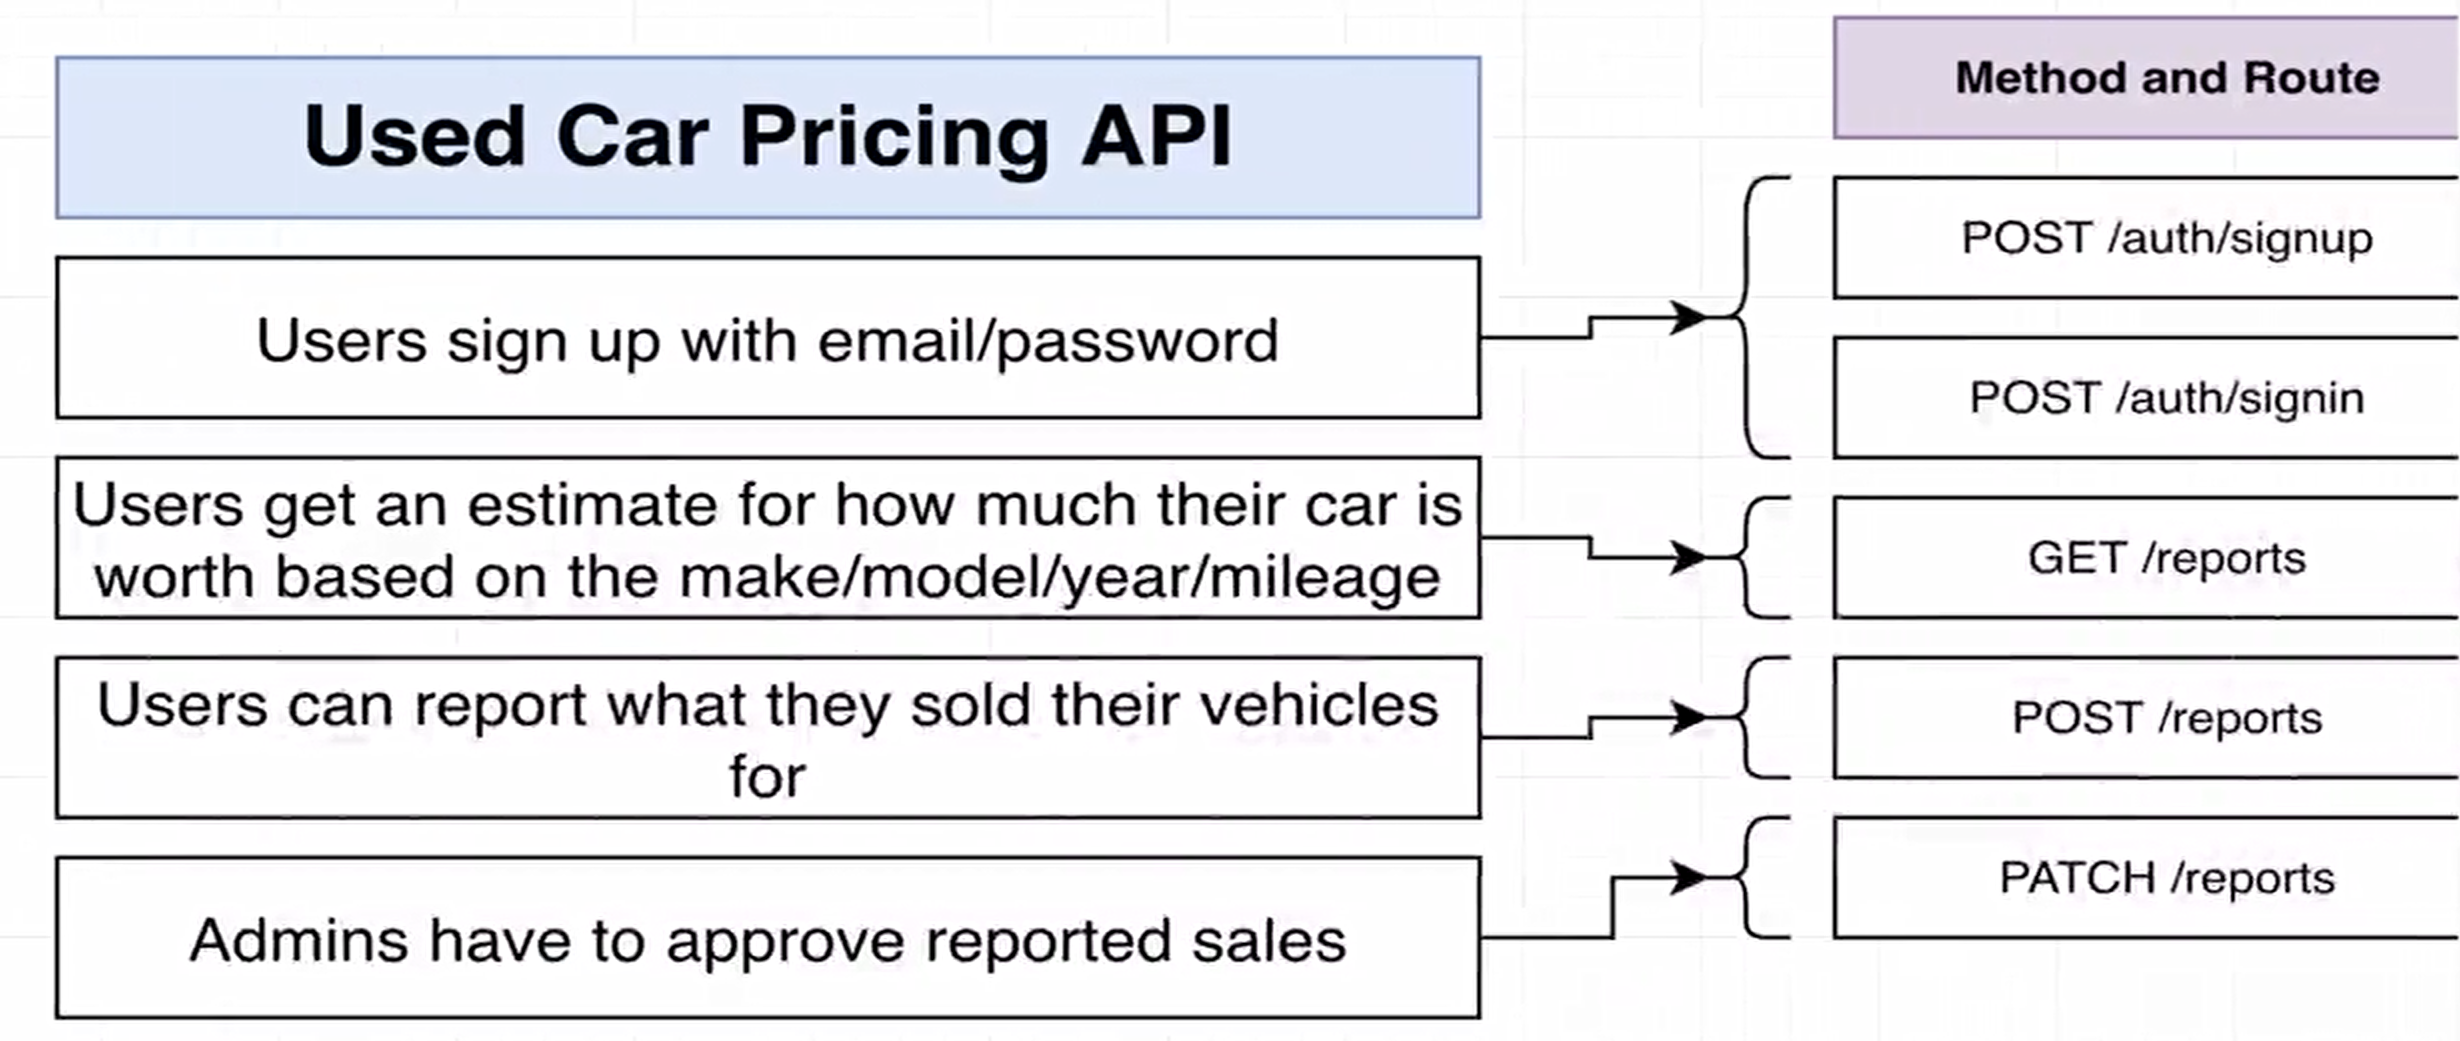 Used Car Pricing API
Users sign up with email/password
Users get an estimate for how much their car is
worth based on the make/model/year/mileage
Users can report what they sold their vehicles
for
Admins have to approve reported sales
Method and Route
POST /auth/signup
POST /auth/signin
GET /reports
POST /reports
PATCH /reports